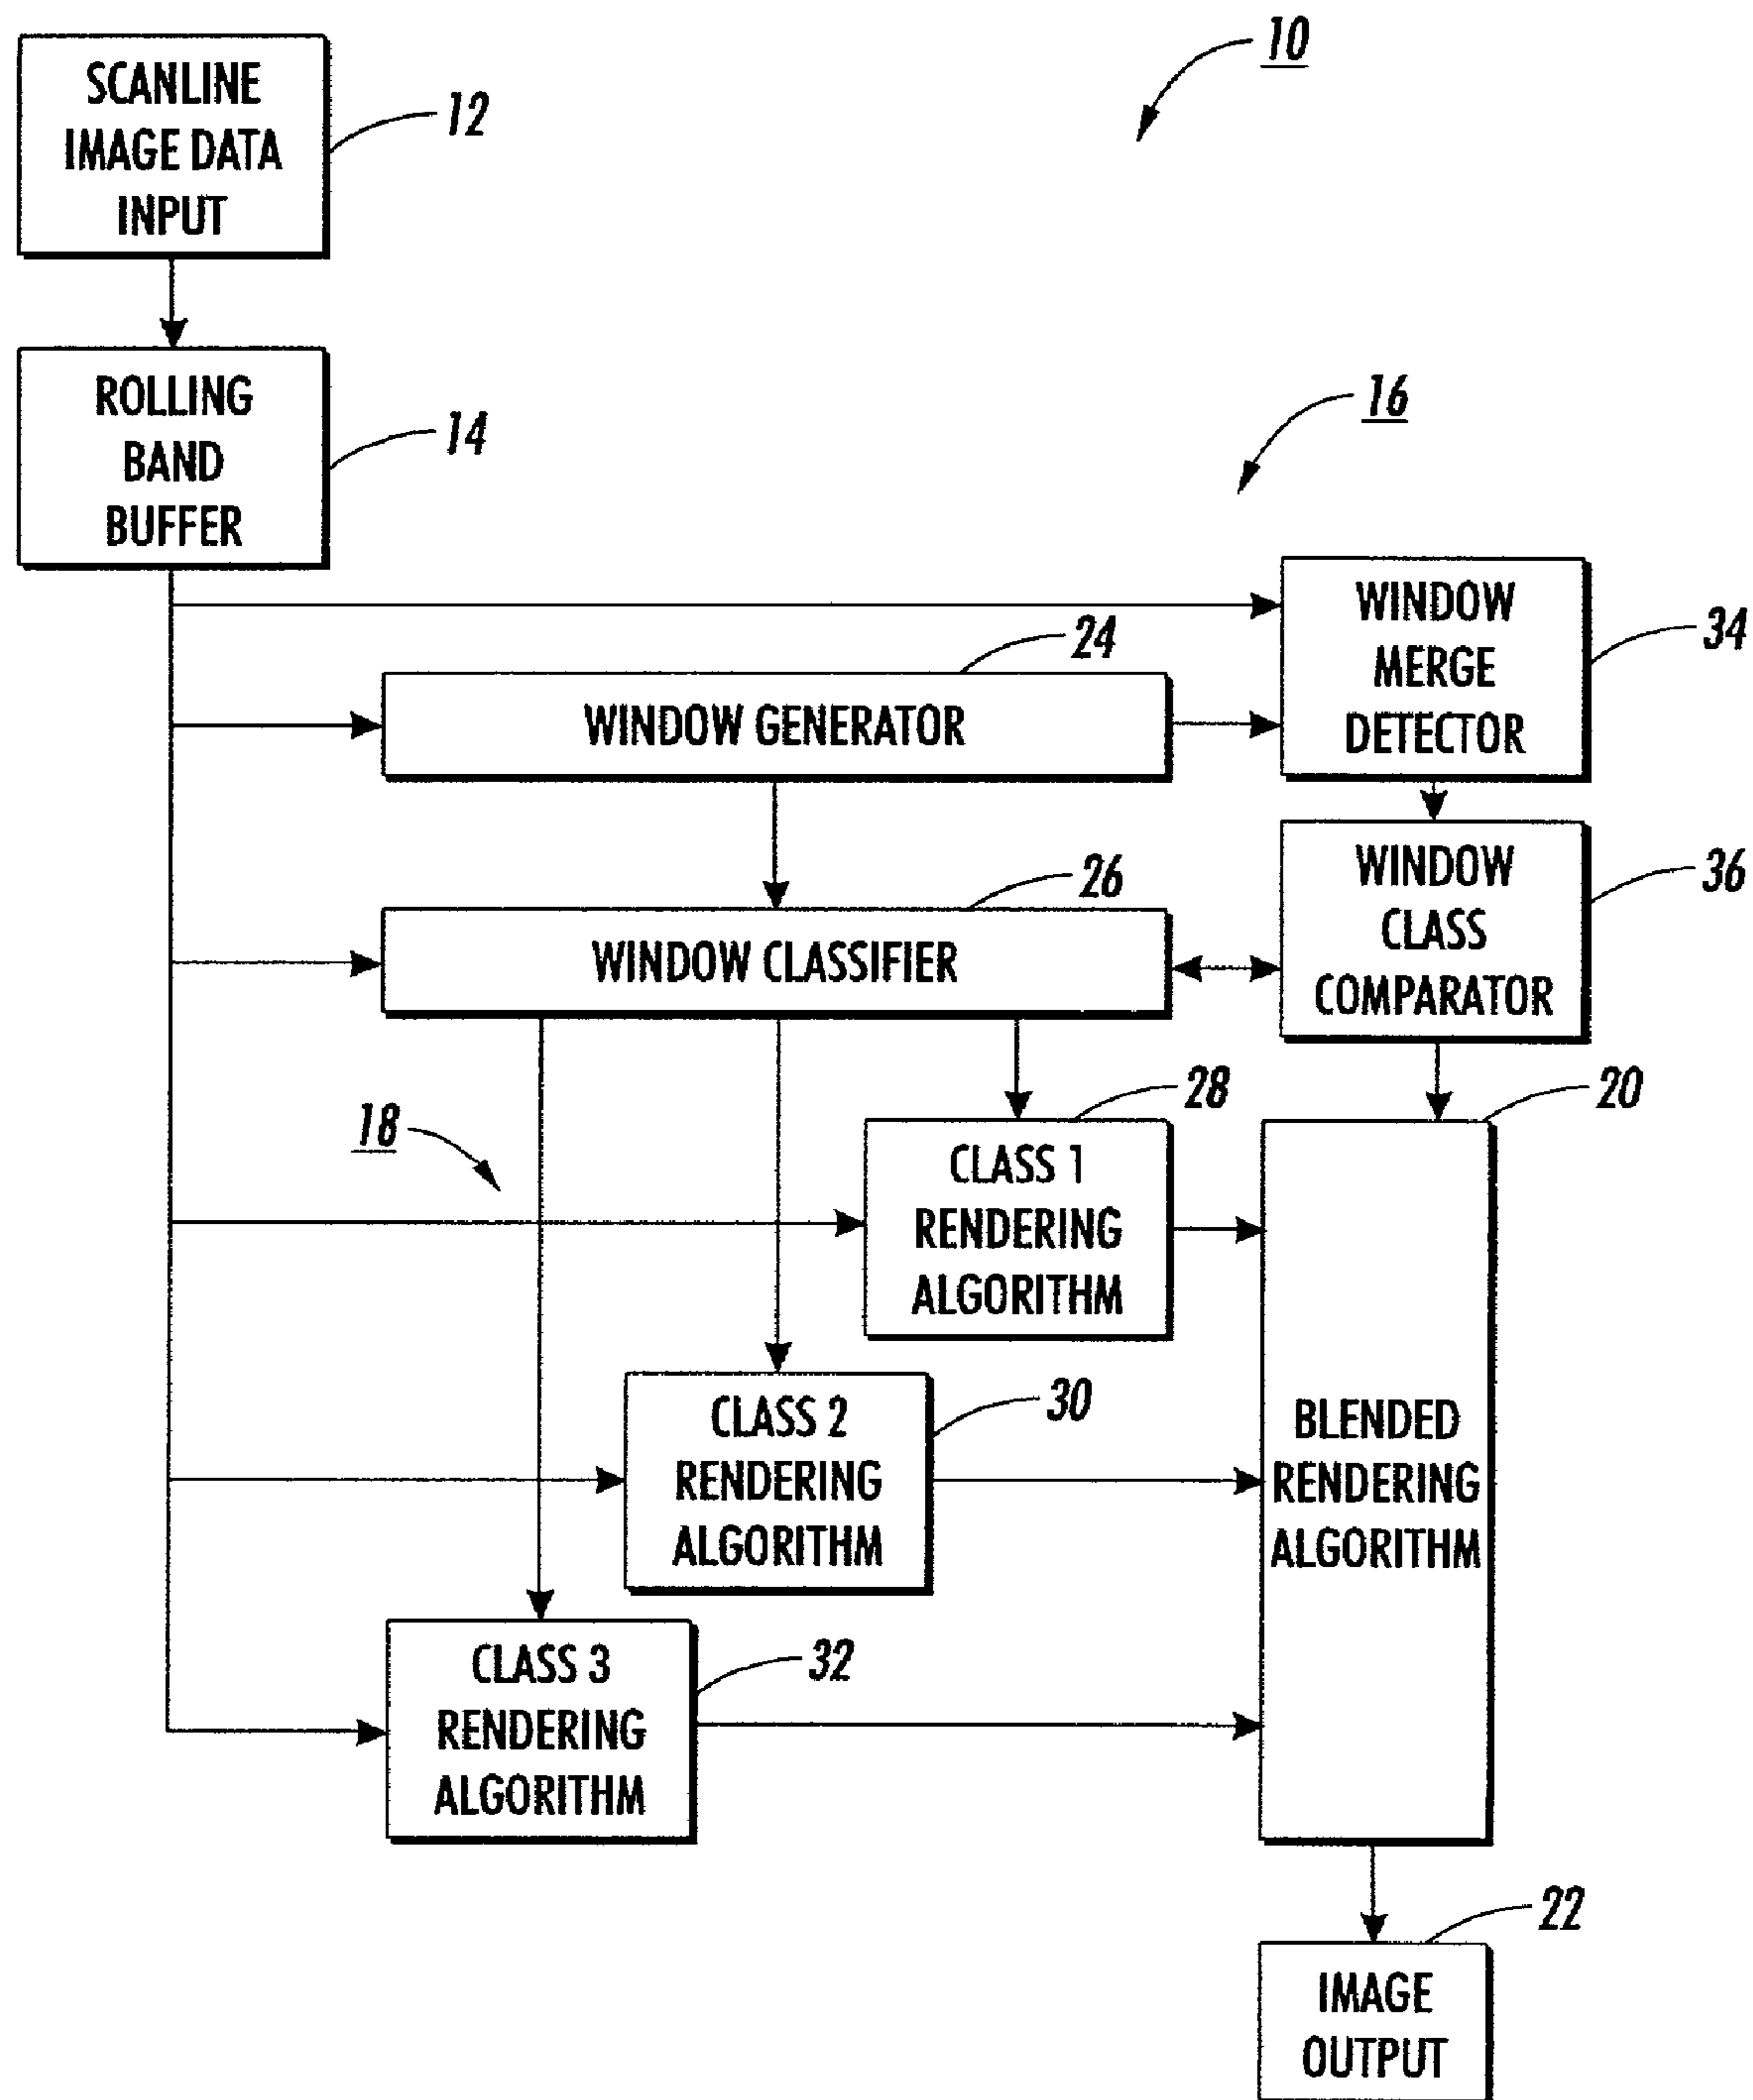 10
SCANLINE
IMAGE DATA
INPUT
12
ROLLING
BAND
BUFFER
14
16
WINDOW
MERGE
DETECTOR
34
24
WINDOW GENERATOR
WINDOW
CLASS
COMPARATOR
36
26
WINDOW CLASSIFIER
18
28
20
CLASS 1
RENDERING
ALGORITHM
CLASS 2
RENDERING
ALGORITHM
30
BLENDED
RENDERING
ALGORITHM
CLASS 3
RENDERING
ALGORITHM
32
22
IMAGE
OUTPUT